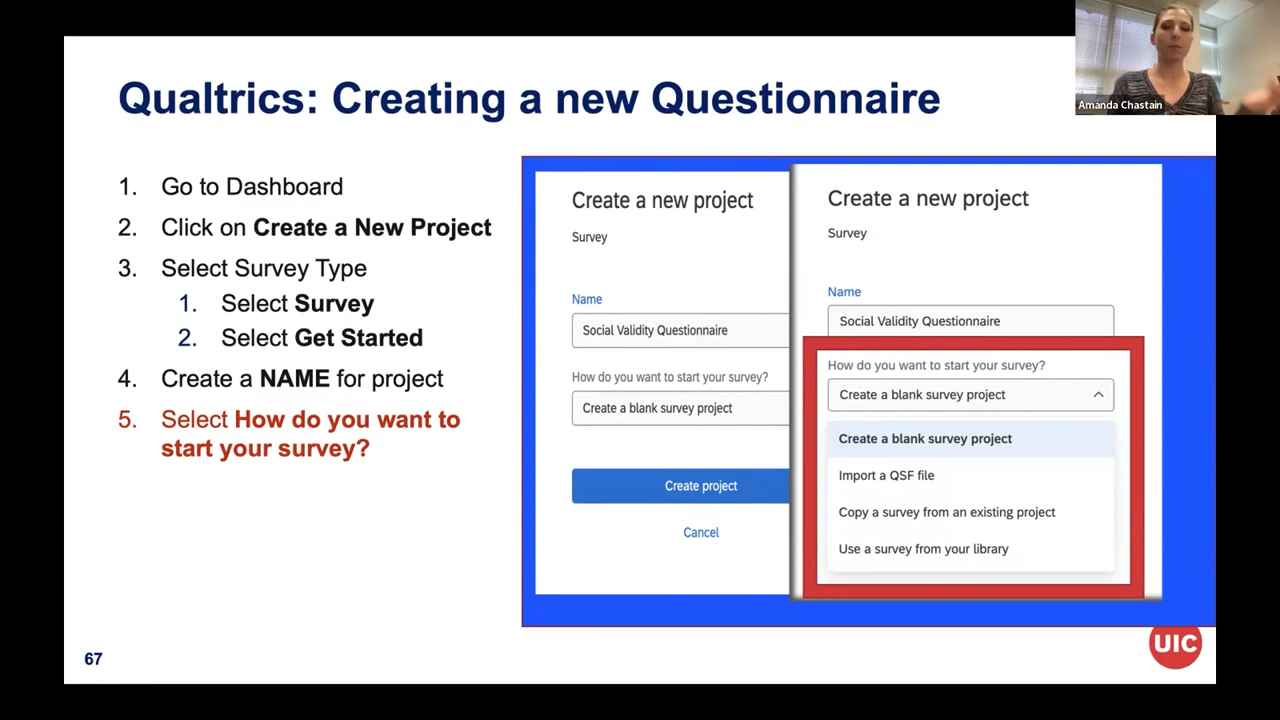 Qualtrics: Creating a new Questionnaire
Amanda Chastain
1. Go to Dashboard
2. Click on Create a New Project
3. Select Survey Type
1. Select Survey
2. Select Get Started
4. Create a NAME for project
5. Select How do you want to
start your survey?
Create a new project
Survey
Name
Social Validity Questionnaire
How do you want to start your survey?
Create a blank survey project
Create project
Cancel
Create a new project
Survey
Name
Social Validity Questionnaire
How do you want to start your survey?
Create a blank survey project
Create a blank survey project
Import a QSF file
Copy a survey from an existing project
Use a survey from your library
67
UIC